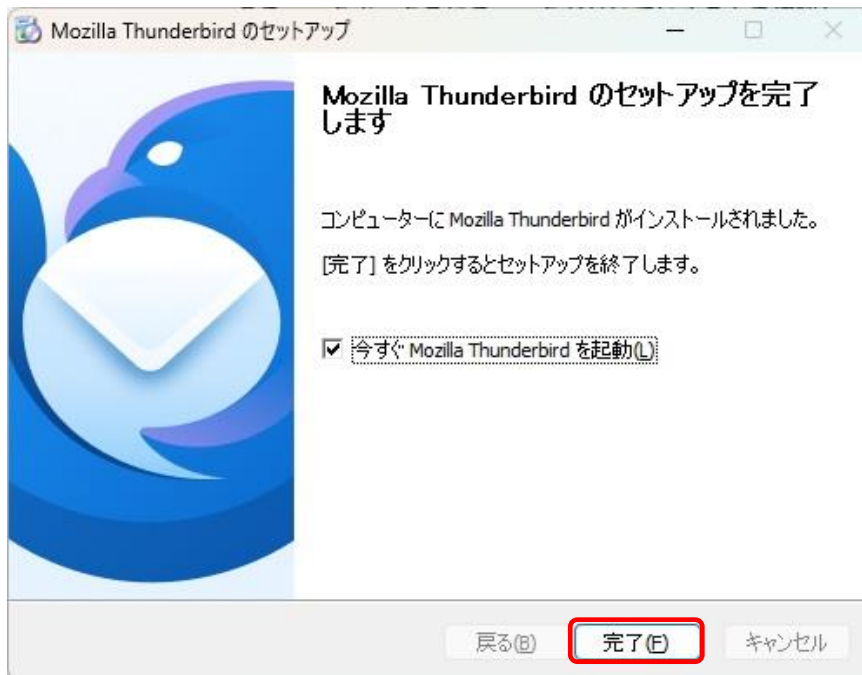 Mozilla Thunderbird のセットアップ
Mozilla Thunderbird のセットアップを完了
します
コンピューターに Mozilla Thunderbird がインストールされました。
[完了] をクリックするとセットアップを終了します。
今すぐ Mozilla Thunderbird を起動(L)
戻る(B) 完了(F) キャンセル